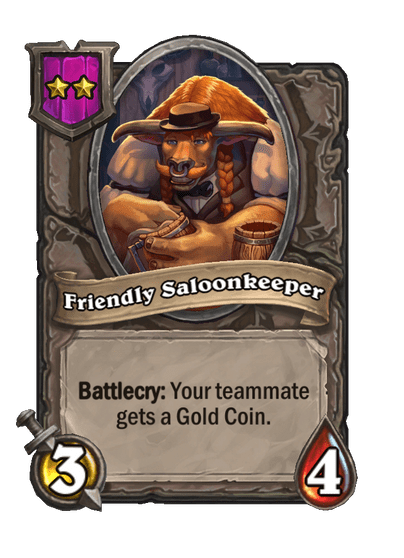 Friendly Saloonkeeper
Battlecry: Your teammate
gets a Gold Coin.
3
4